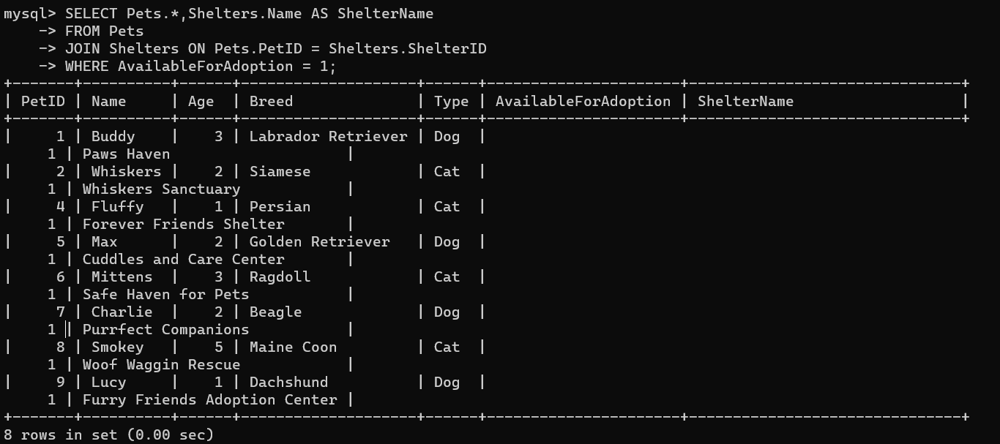 mysql> SELECT Pets.*,Shelters.Name AS ShelterName
    -> FROM Pets
    -> JOIN Shelters ON Pets.PetID = Shelters.ShelterID
    -> WHERE AvailableForAdoption = 1;
+-------+----------+------+--------------------+------+----------------------+-------------------------------+
| PetID | Name     | Age  | Breed              | Type | AvailableForAdoption | ShelterName                   |
+-------+----------+------+--------------------+------+----------------------+-------------------------------+
|     1 | Buddy    |    3 | Labrador Retriever | Dog  |
     1 | Paws Haven                    |
|     2 | Whiskers |    2 | Siamese            | Cat  |
     1 | Whiskers Sanctuary            |
|     4 | Fluffy   |    1 | Persian            | Cat  |
     1 | Forever Friends Shelter       |
|     5 | Max      |    2 | Golden Retriever   | Dog  |
     1 | Cuddles and Care Center       |
|     6 | Mittens  |    3 | Ragdoll            | Cat  |
     1 | Safe Haven for Pets           |
|     7 | Charlie  |    2 | Beagle             | Dog  |
     1 | Purrfect Companions           |
|     8 | Smokey   |    5 | Maine Coon         | Cat  |
     1 | Woof Waggin Rescue            |
|     9 | Lucy     |    1 | Dachshund          | Dog  |
     1 | Furry Friends Adoption Center |
+-------+----------+------+--------------------+------+----------------------+-------------------------------+
8 rows in set (0.00 sec)